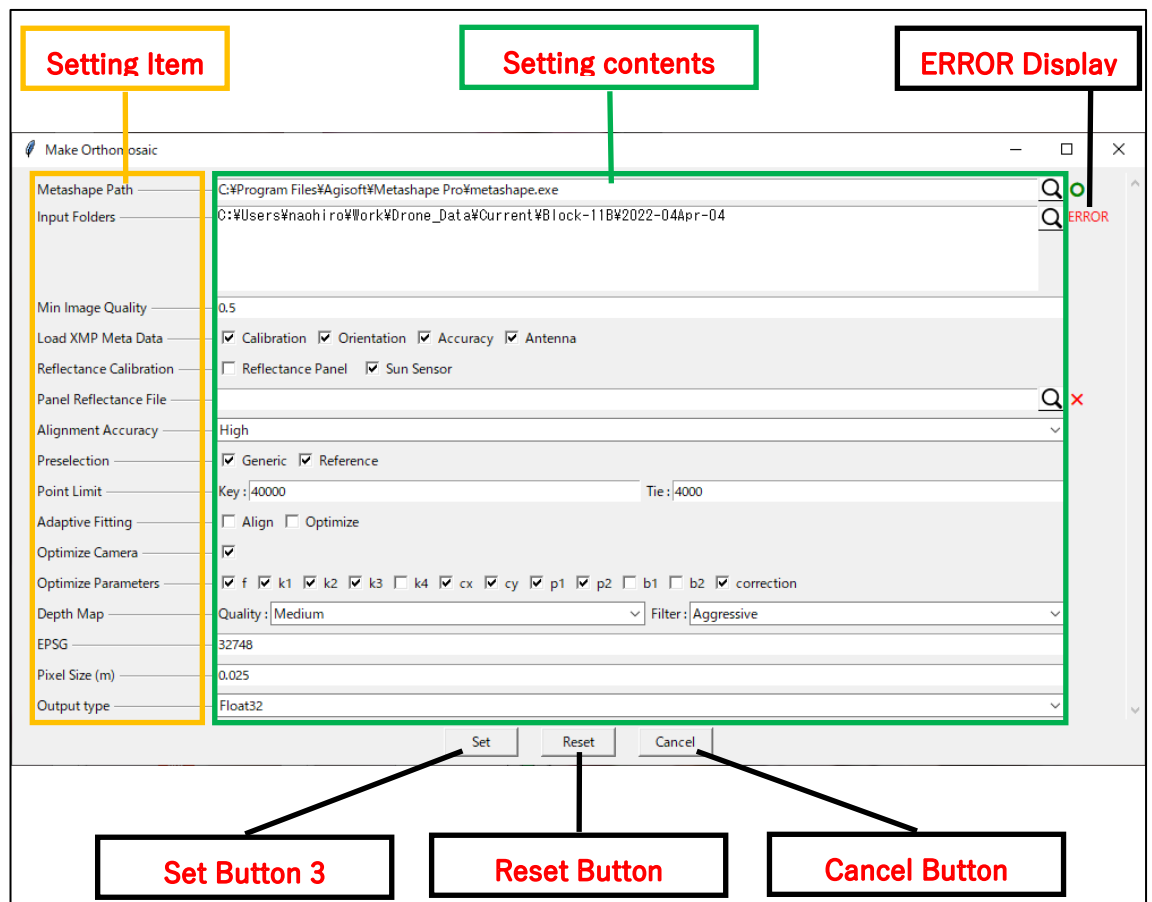 Setting Item
Setting contents
ERROR Display
Make Orthomosaic
Metashape Path C:¥Program Files¥Agisoft¥Metashape Pro¥metashape.exe
Input Folders C:¥Users¥naohiro¥Work¥Drone_Data¥Current¥Block-11B¥2022-04Apr-04 ERROR
Min Image Quality 0.5
Load XMP Meta Data Calibration Orientation Accuracy Antenna
Reflectance Calibration Reflectance Panel Sun Sensor
Panel Reflectance File
Alignment Accuracy High
Preselection Generic Reference
Point Limit Key : 40000 Tie : 4000
Adaptive Fitting Align Optimize
Optimize Camera
Optimize Parameters f k1 k2 k3 k4 cx cy p1 p2 b1 b2 correction
Depth Map Quality : Medium Filter : Aggressive
EPSG 32748
Pixel Size (m) 0.025
Output type Float32
Set Reset Cancel
Set Button 3
Reset Button
Cancel Button